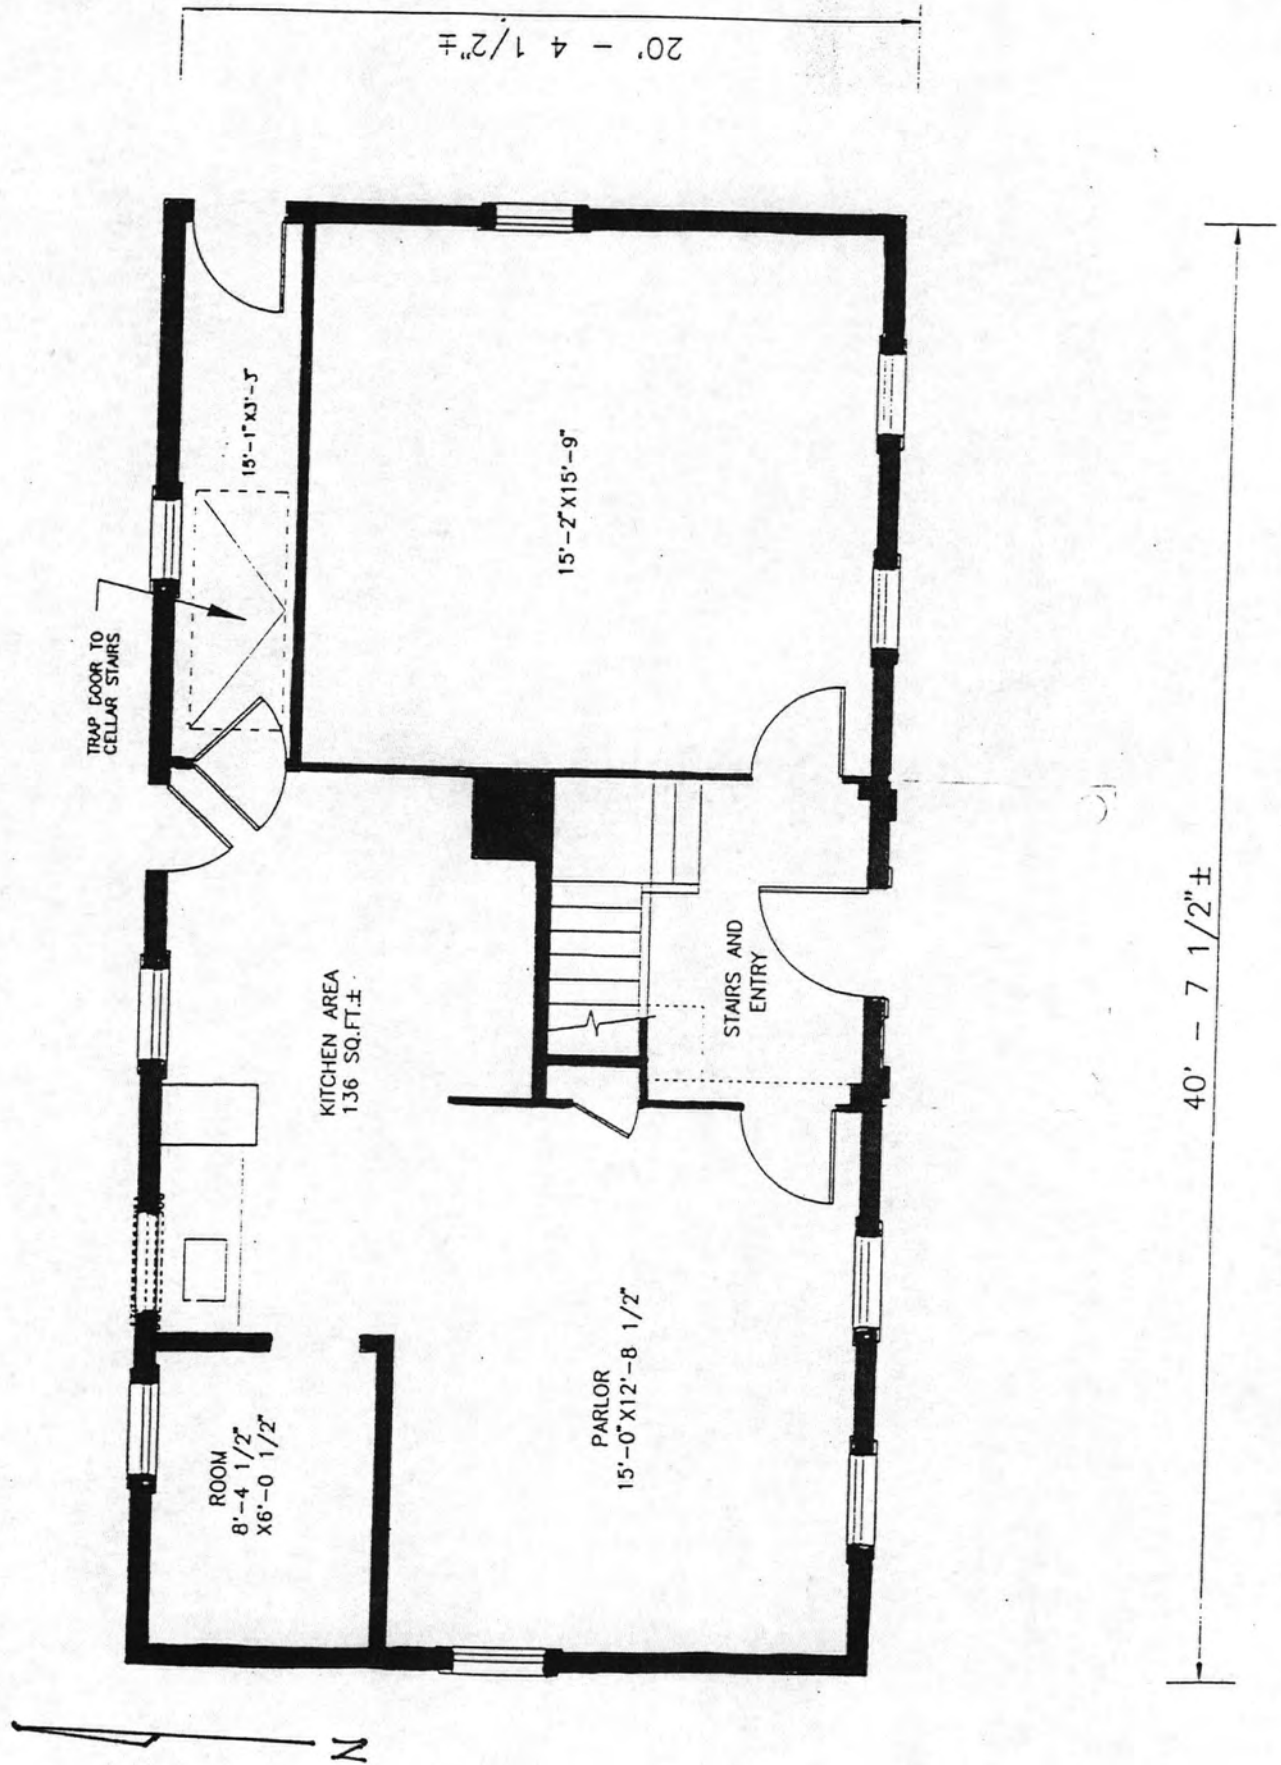 TRAP DOOR TO
CELLAR STAIRS
15'-1"X3'-3"
15'-2"X15'-9"
KITCHEN AREA
136 SQ.FT.±
STAIRS AND
ENTRY
ROOM
8'-4 1/2"
X6'-0 1/2"
PARLOR
15'-0"X12'-8 1/2"
20' - 4 1/2"±
40' - 7 1/2"±
N